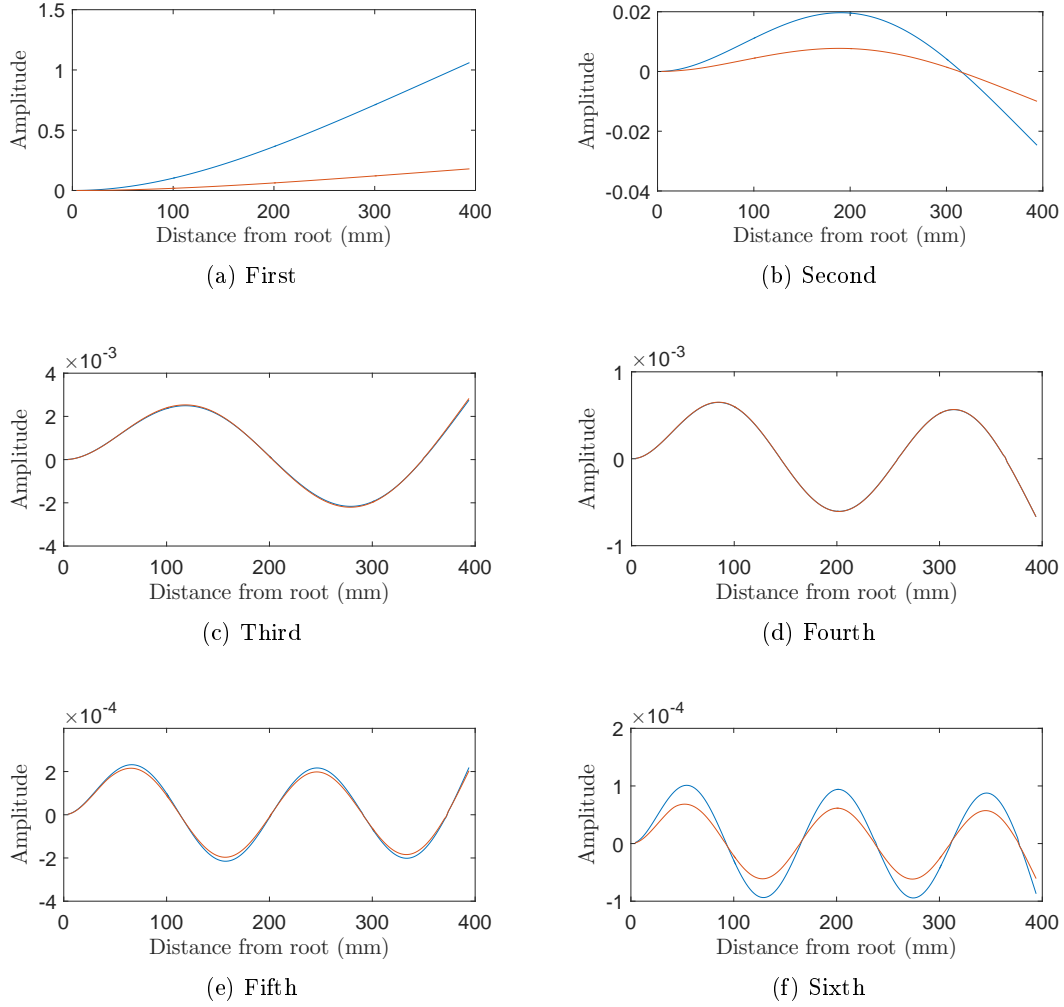 1.5
1
0.5
0
Amplitude
0 100 200 300 400
Distance from root (mm)
(a) First
0.02
0
-0.02
-0.04
Amplitude
0 100 200 300 400
Distance from root (mm)
(b) Second
×10-3
4
2
0
-2
-4
Amplitude
0 100 200 300 400
Distance from root (mm)
(c) Third
×10-3
1
0
-1
Amplitude
0 100 200 300 400
Distance from root (mm)
(d) Fourth
×10-4
2
0
-2
-4
Amplitude
0 100 200 300 400
Distance from root (mm)
(e) Fifth
×10-4
2
1
0
-1
Amplitude
0 100 200 300 400
Distance from root (mm)
(f) Sixth